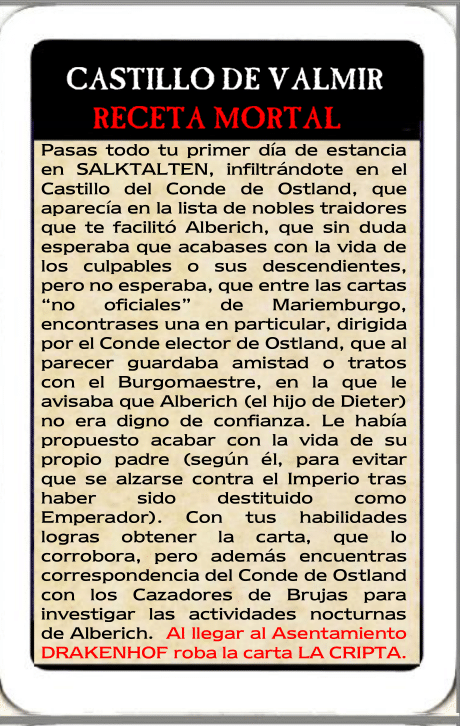 CASTILLO DE VALMIR
RECETA MORTAL
Pasas todo tu primer día de estancia
en SALKTALTEN, infiltrándote en el
Castillo del Conde de Ostland, que
aparecía en la lista de nobles traidores
que te facilitó Alberich, que sin duda
esperaba que acabases con la vida de
los culpables o sus descendientes,
pero no esperaba, que entre las cartas
“no oficiales” de Mariemburgo,
encontrases una en particular, dirigida
por el Conde elector de Ostland, que al
parecer guardaba amistad o tratos
con el Burgomaestre, en la que le
avisaba que Alberich (el hijo de Dieter)
no era digno de confianza. Le había
propuesto acabar con la vida de su
propio padre (según él, para evitar
que se alzarse contra el Imperio tras
haber sido destituido como
Emperador). Con tus habilidades
logras obtener la carta, que lo
corrobora, pero además encuentras
correspondencia del Conde de Ostland
con los Cazadores de Brujas para
investigar las actividades nocturnas
de Alberich. Al llegar al Asentamiento
DRAKENHOF roba la carta LA CRIPTA.